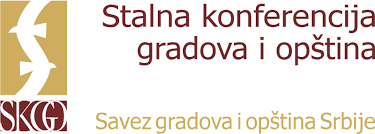 Stalna konferencija
gradova i opština
SKGO
Savez gradova i opština Srbije